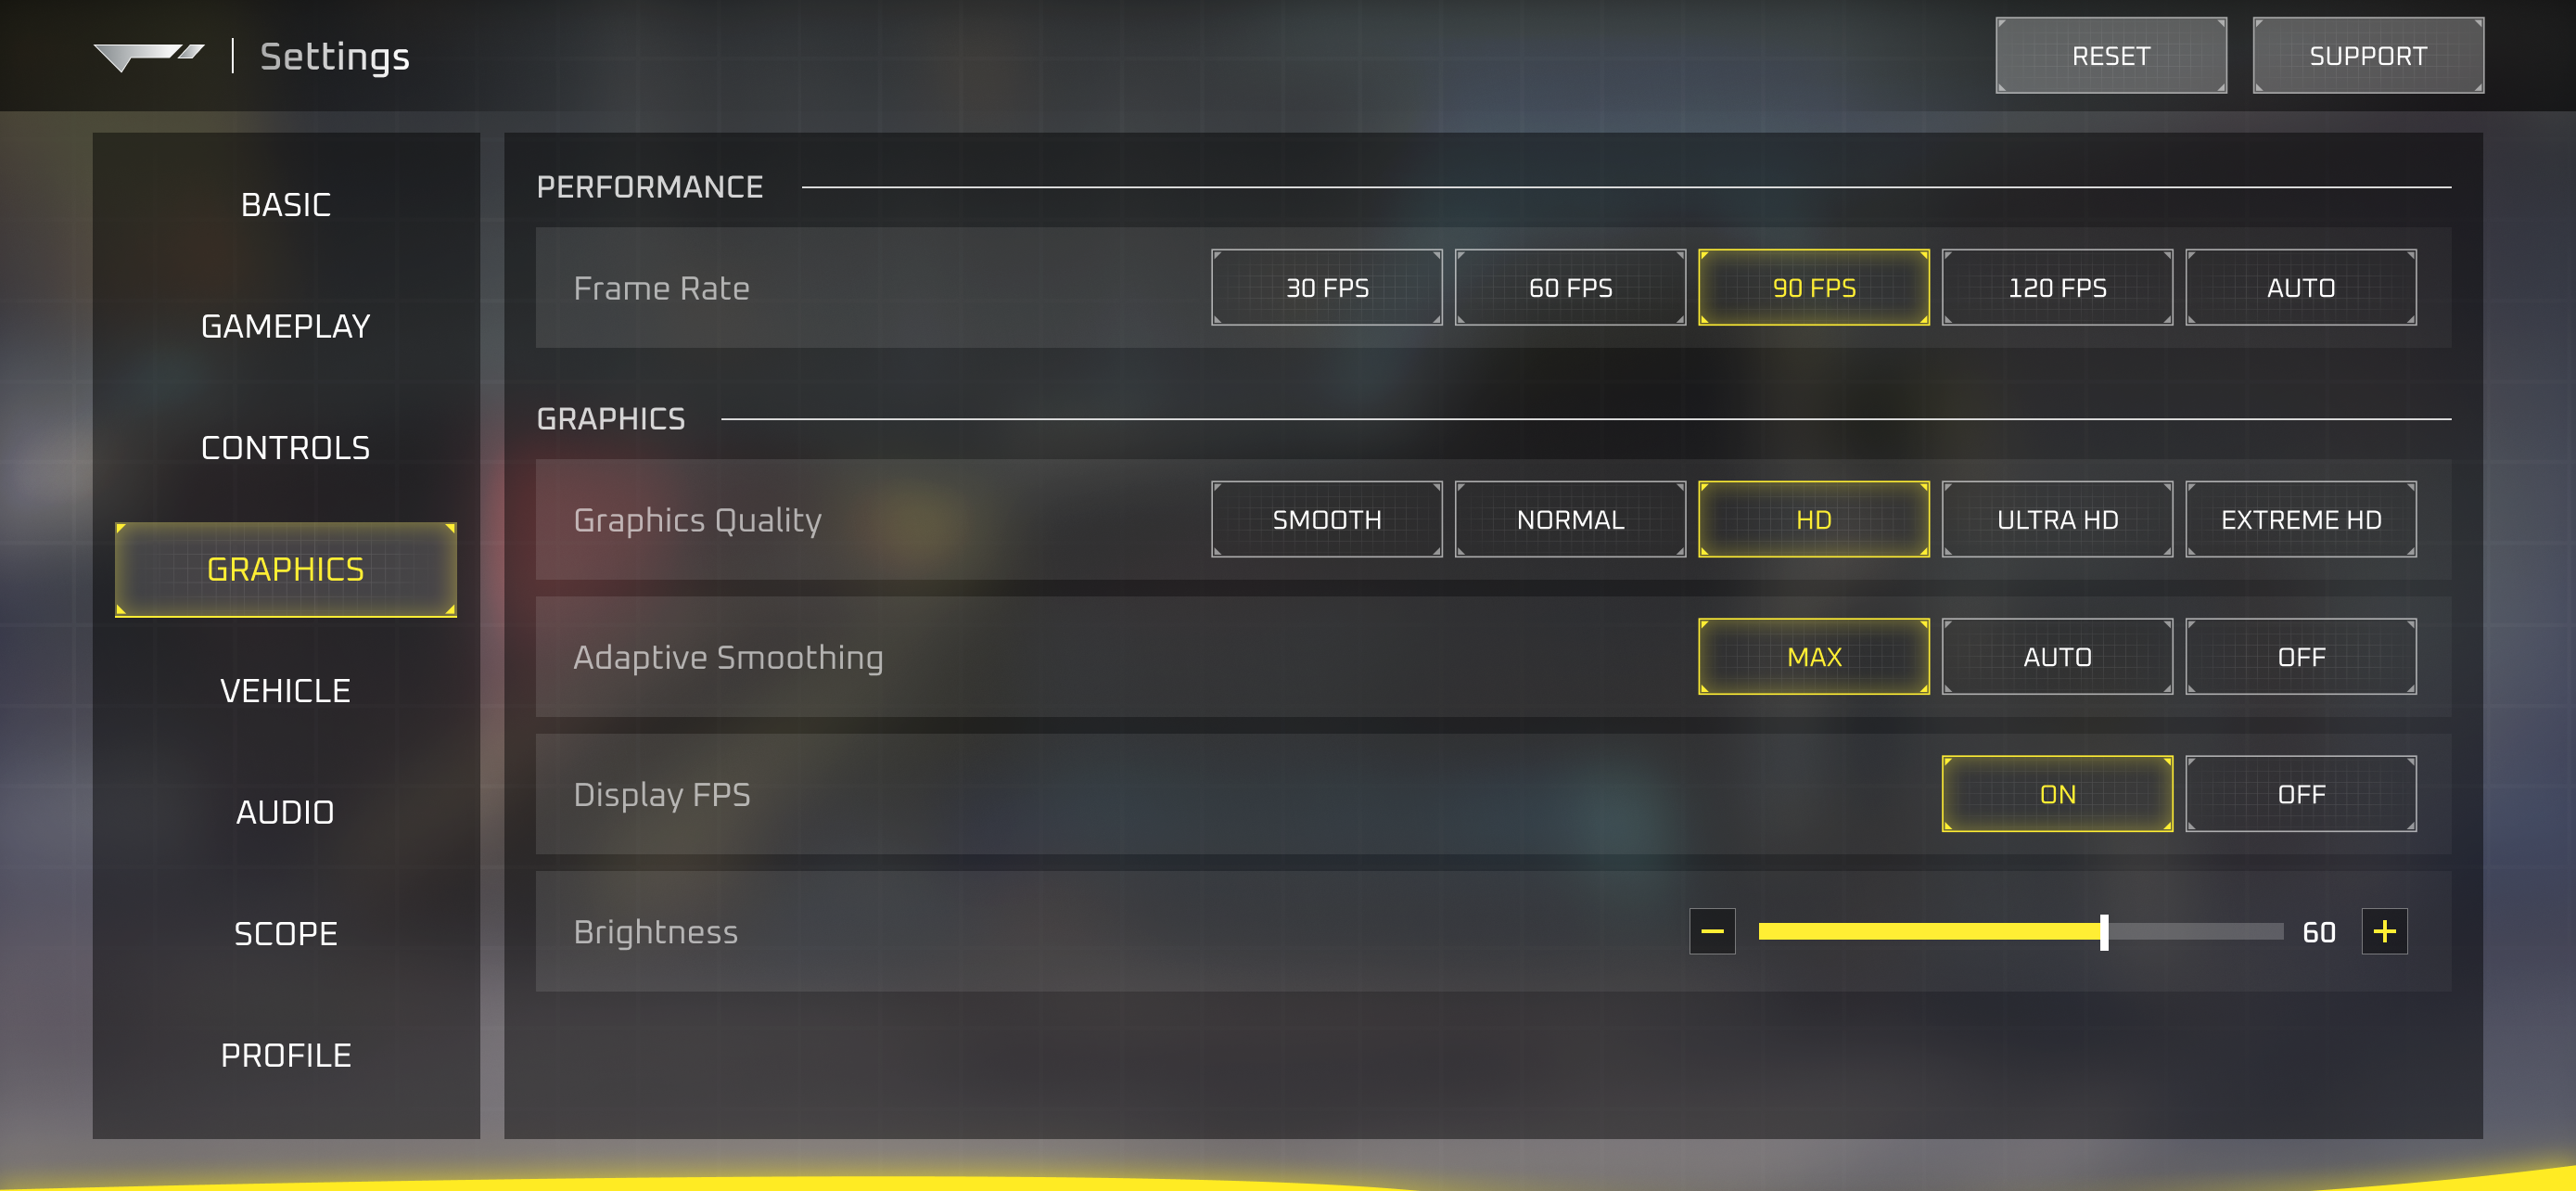 Settings
RESET
SUPPORT
BASIC
GAMEPLAY
CONTROLS
GRAPHICS
VEHICLE
AUDIO
SCOPE
PROFILE
PERFORMANCE
Frame Rate
30 FPS
60 FPS
90 FPS
120 FPS
AUTO
GRAPHICS
Graphics Quality
SMOOTH
NORMAL
HD
ULTRA HD
EXTREME HD
Adaptive Smoothing
MAX
AUTO
OFF
Display FPS
ON
OFF
Brightness
60